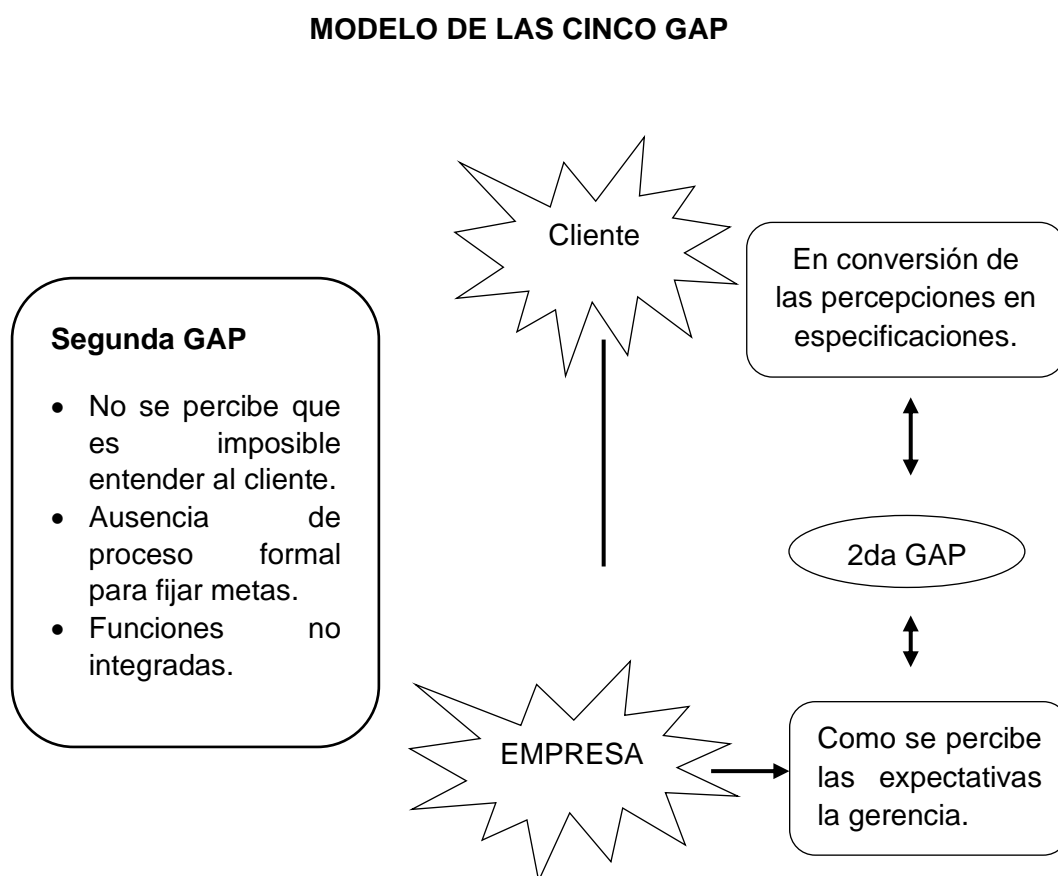 MODELO DE LAS CINCO GAP
Cliente
En conversión de
las percepciones en
especificaciones.
Segunda GAP
• No se percibe que
es imposible
entender al cliente.
• Ausencia de
proceso formal
para fijar metas.
• Funciones no
integradas.
2da GAP
EMPRESA
Como se percibe
las expectativas
la gerencia.